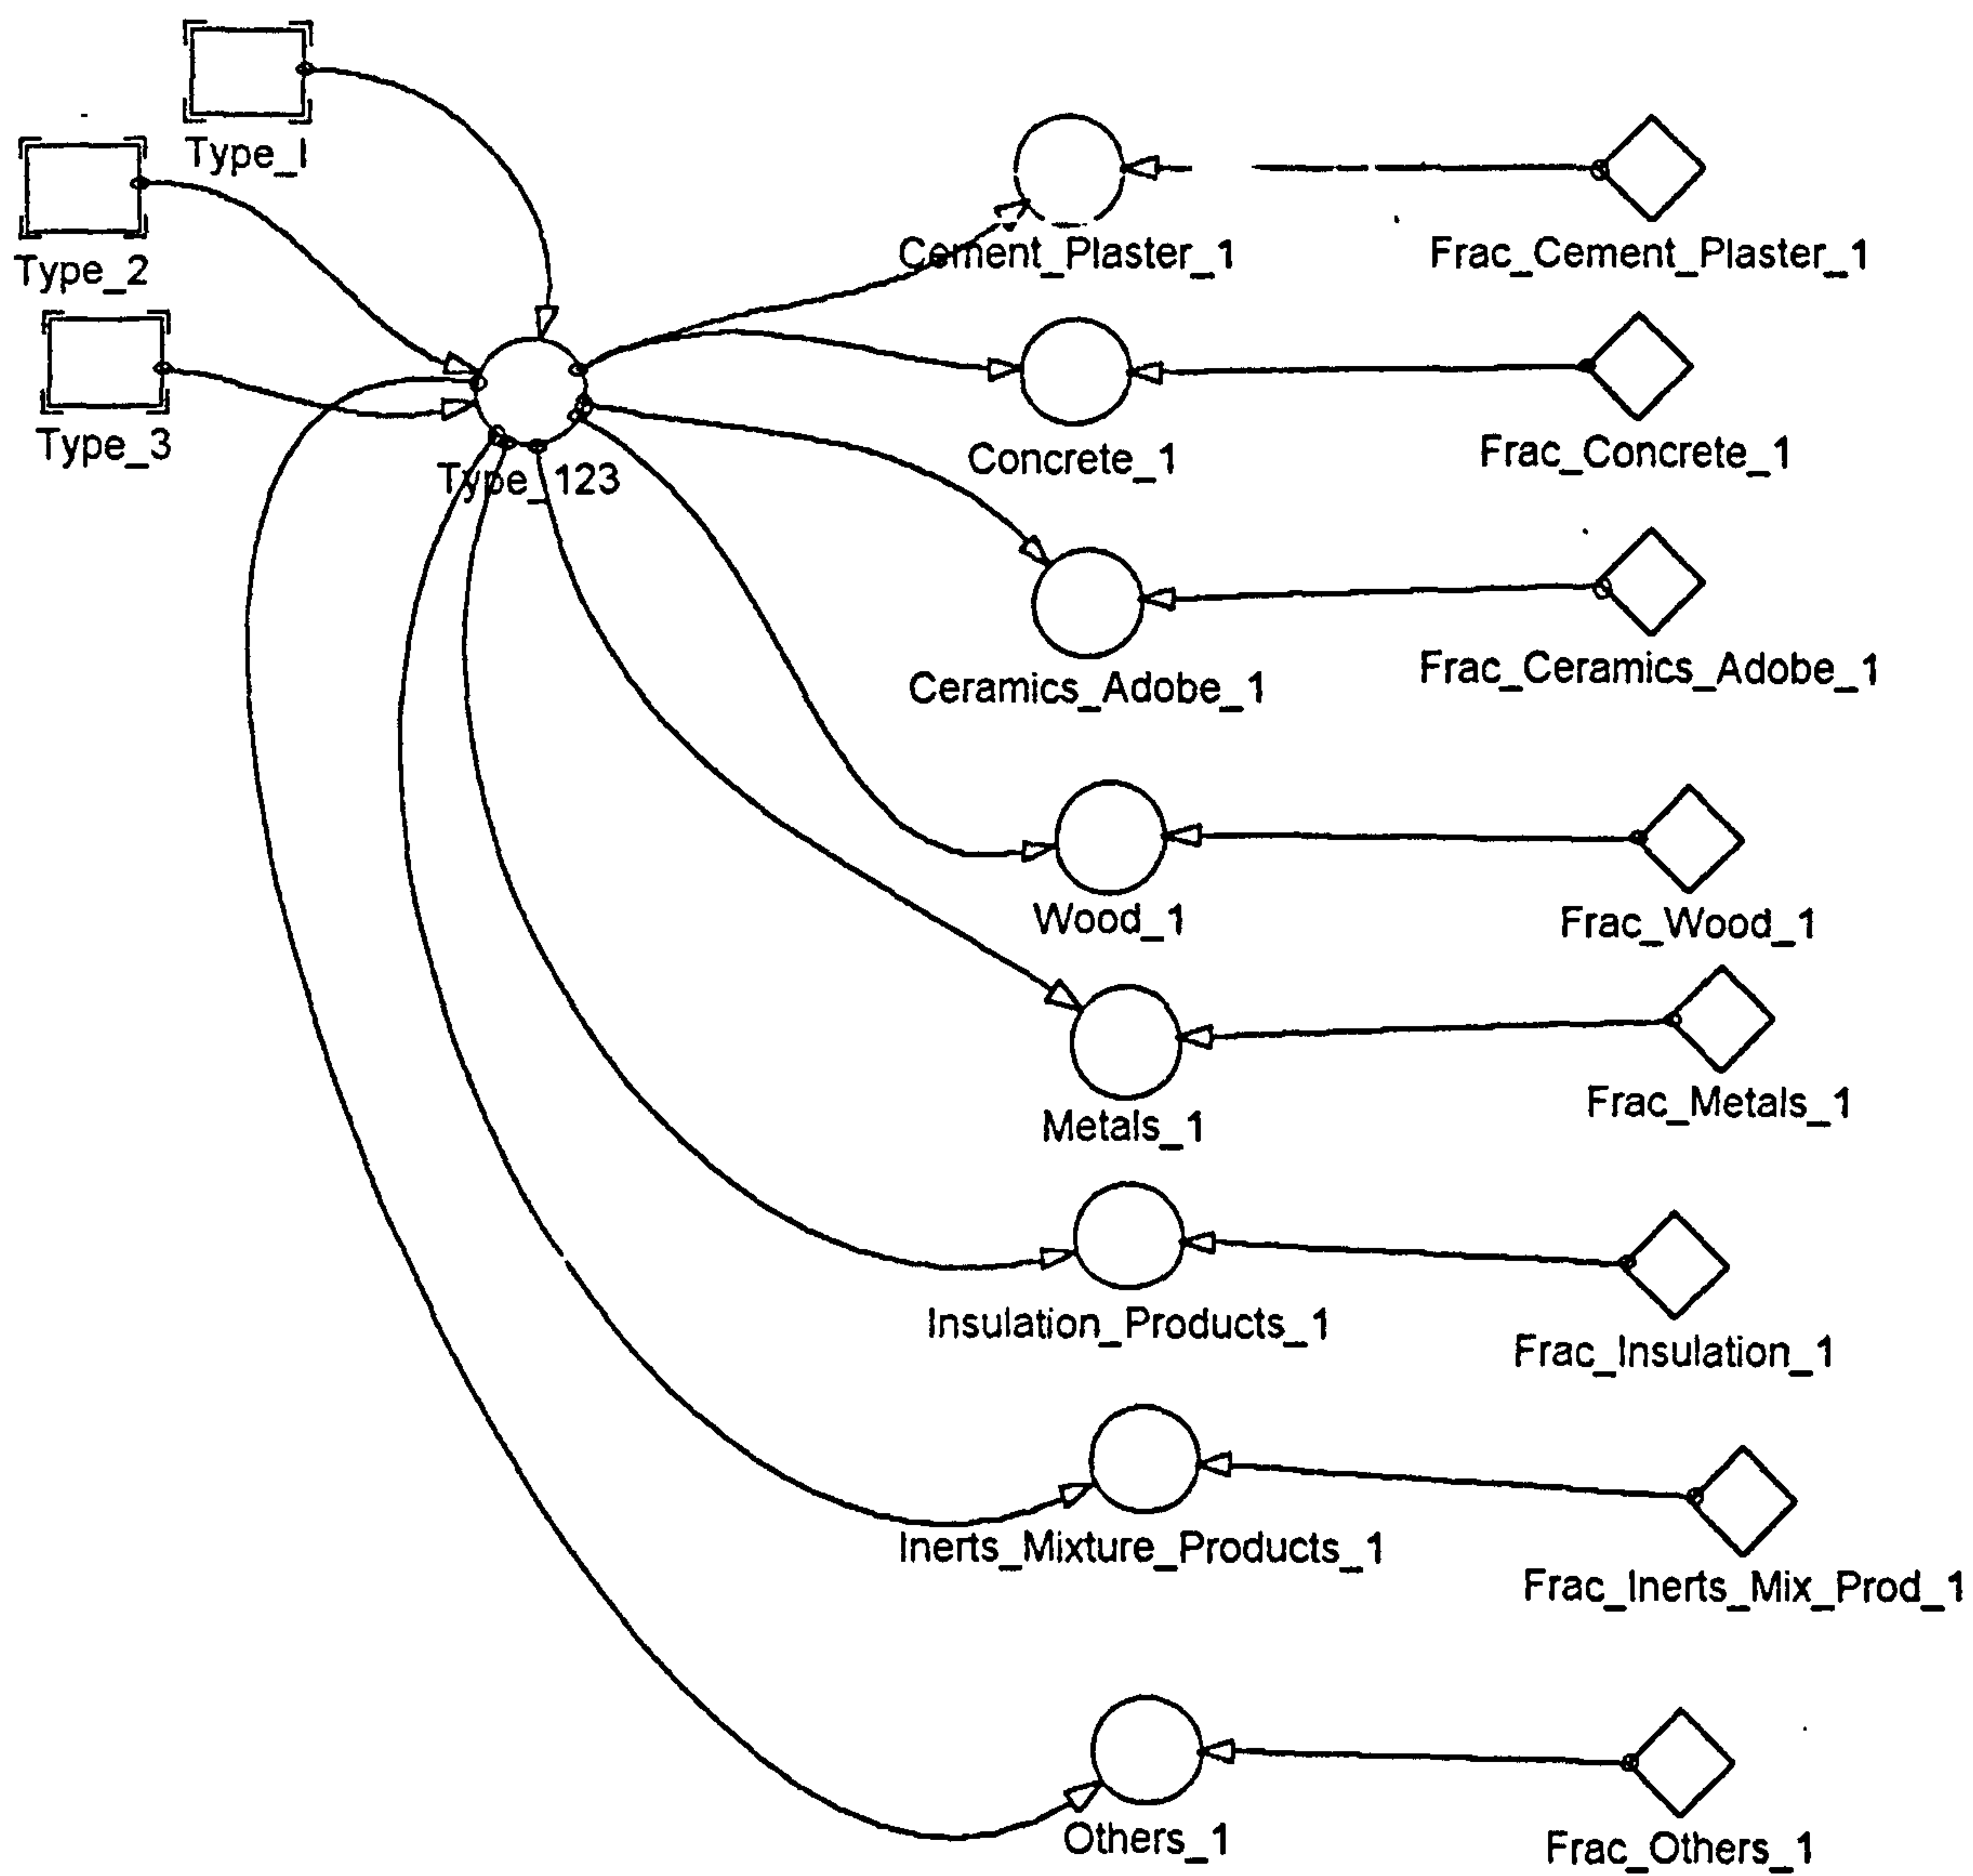 Type_1
Type_2
Type_3
Type_123
Cement_Plaster_1
Frac_Cement_Plaster_1
Concrete_1
Frac_Concrete_1
Ceramics_Adobe_1
Frac_Ceramics_Adobe_1
Wood_1
Frac_Wood_1
Metals_1
Frac_Metals_1
Insulation_Products_1
Frac_Insulation_1
Inerts_Mixture_Products_1
Frac_Inerts_Mix_Prod_1
Others_1
Frac_Others_1